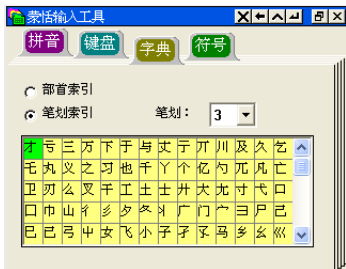 蒙恬输入工具
拼音 键盘 字典 符号
部首索引
笔划索引 笔划： 3
才 亏 三 万 下 于 与 丈 亍 丌 川 及 久 乞
乇 丸 义 之 习 也 千 丫 个 亿 勺 兀 凡 亡
卫 刃 么 叉 干 工 土 士 廾 大 尢 寸 弋 口
囗 巾 山 彳 彡 夕 夂 丬 广 门 宀 彐 尸 己
巳 已 弓 屮 女 飞 小 子 孑 孓 马 乡 幺 巛